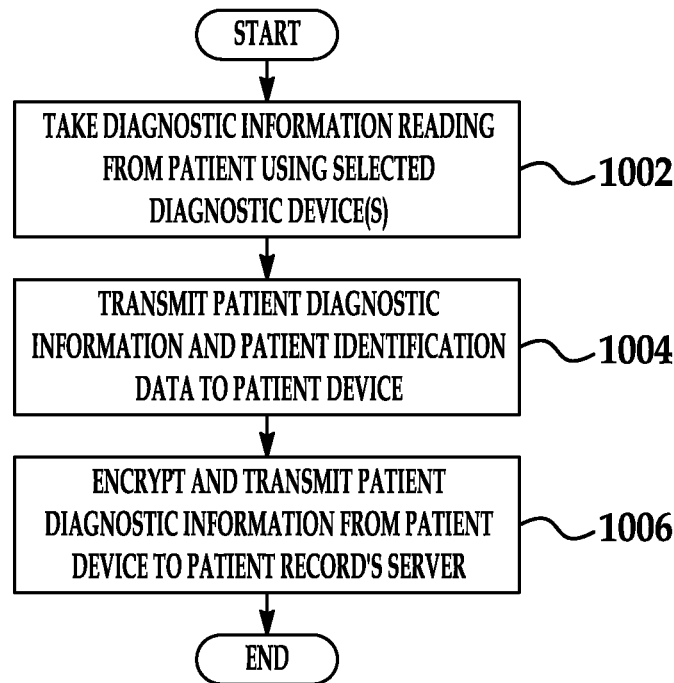 START
TAKE DIAGNOSTIC INFORMATION READING
FROM PATIENT USING SELECTED
DIAGNOSTIC DEVICE(S)
1002
TRANSMIT PATIENT DIAGNOSTIC
INFORMATION AND PATIENT IDENTIFICATION
DATA TO PATIENT DEVICE
1004
ENCRYPT AND TRANSMIT PATIENT
DIAGNOSTIC INFORMATION FROM PATIENT
DEVICE TO PATIENT RECORD'S SERVER
1006
END